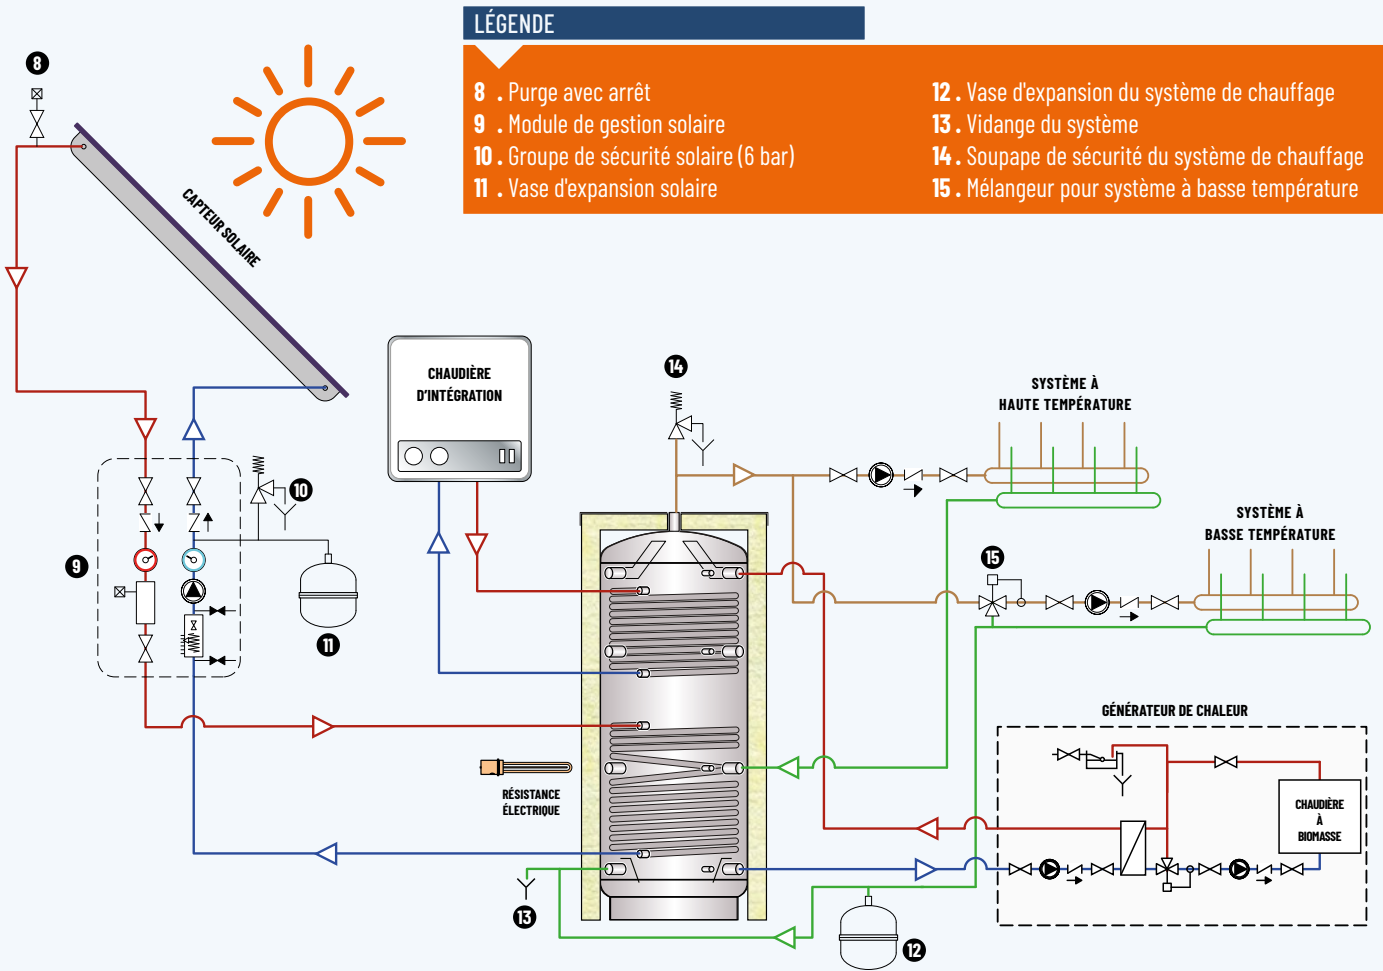 LÉGENDE
8 . Purge avec arrêt
9 . Module de gestion solaire
10 . Groupe de sécurité solaire (6 bar)
11 . Vase d'expansion solaire
12 . Vase d'expansion du système de chauffage
13 . Vidange du système
14 . Soupape de sécurité du système de chauffage
15 . Mélangeur pour système à basse température
8
CAPTEUR SOLAIRE
CHAUDIÈRE
D'INTÉGRATION
14
SYSTÈME À
HAUTE TEMPÉRATURE
10
9
11
SYSTÈME À
BASSE TEMPÉRATURE
15
GÉNÉRATEUR DE CHALEUR
CHAUDIÈRE
À
BIOMASSE
RÉSISTANCE
ÉLECTRIQUE
13
12